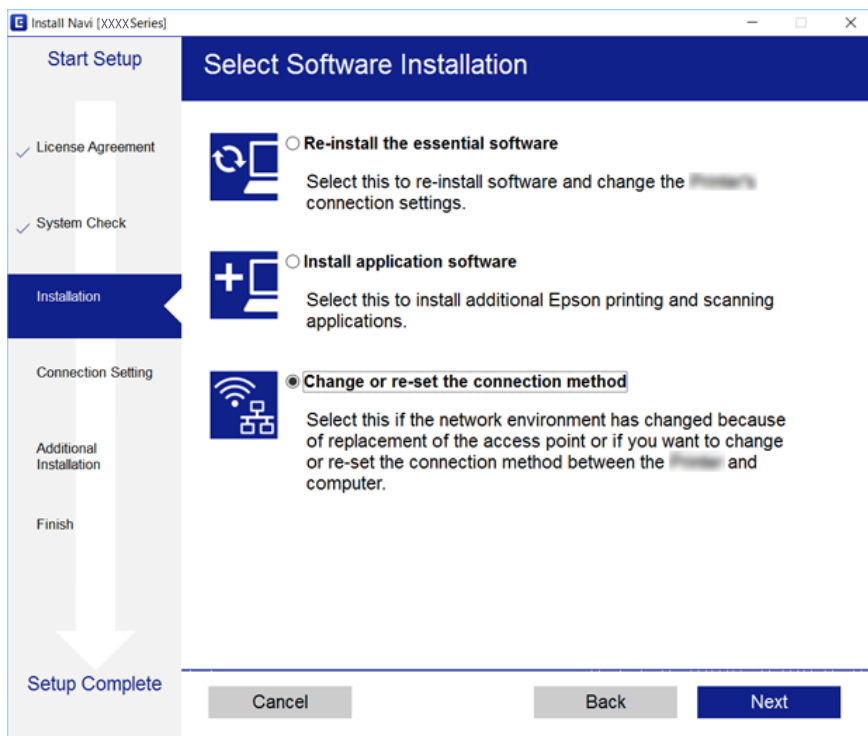 E Install Navi [XXXX Series]
Start Setup
License Agreement
System Check
Installation
Connection Setting
Additional
Installation
Finish
Setup Complete
Select Software Installation
Re-install the essential software
Select this to re-install software and change the
connection settings.
Install application software
Select this to install additional Epson printing and scanning
applications.
Change or re-set the connection method
Select this if the network environment has changed because
of replacement of the access point or if you want to change
or re-set the connection method between the and
computer.
Cancel
Back
Next